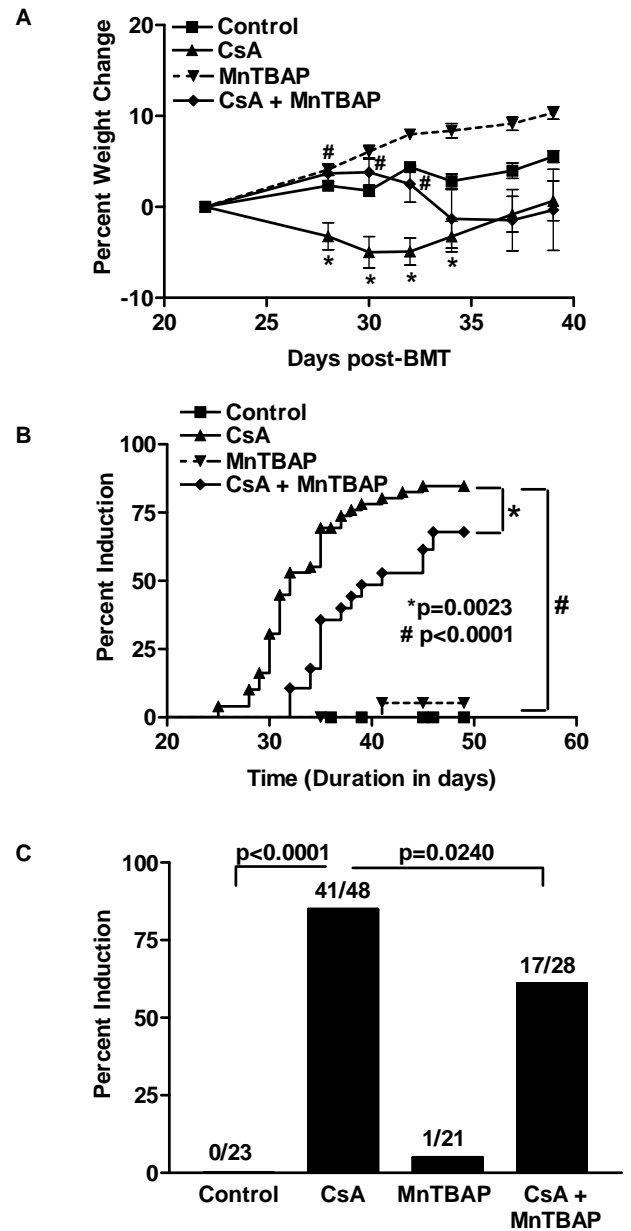 A
Control
CsA
MnTBAP
CsA + MnTBAP
Percent Weight Change
20
10
0
-10
#
#
#
*
*
*
*
20
25
30
35
40
Days post-BMT
B
Control
CsA
MnTBAP
CsA + MnTBAP
Percent Induction
100
75
50
25
0
*
#
*p=0.0023
# p<0.0001
20
30
40
50
60
Time (Duration in days)
C
Percent Induction
100
75
50
25
0
p<0.0001
p=0.0240
41/48
17/28
0/23
1/21
Control
CsA
MnTBAP
CsA +
MnTBAP